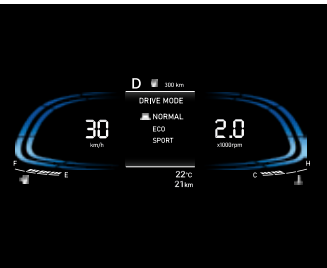 D 300 km
DRIVE MODE
NORMAL
ECO
SPORT
30
km/h
2.0
x1000rpm
F
E
C
H
22°C
21km